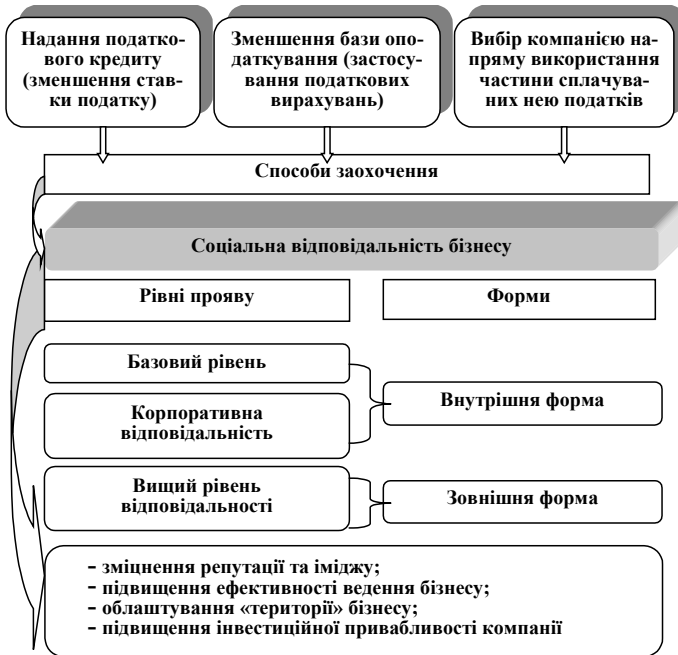 Надання податко-
вого кредиту
(зменшення став-
ки податку)
Зменшення бази опо-
даткування (застосу-
вання податкових
вирахувань)
Вибір компанією на-
пряму використання
частини сплачува-
них нею податків
Способи заохочення
Соціальна відповідальність бізнесу
Рівні прояву
Форми
Базовий рівень
Корпоративна
відповідальність
Внутрішня форма
Вищий рівень
відповідальності
Зовнішня форма
- зміцнення репутації та іміджу;
- підвищення ефективності ведення бізнесу;
- облаштування «території» бізнесу;
- підвищення інвестиційної привабливості компанії